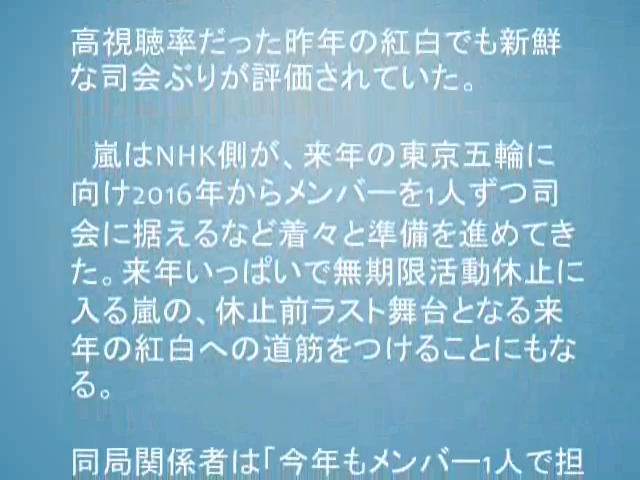 高視聴率だった昨年の紅白でも新鮮
な司会ぶりが評価されていた。
嵐はNHK側が、来年の東京五輪に
向け2016年からメンバーを1人ずつ司
会に据えるなど着々と準備を進めてき
た。来年いっぱいで無期限活動休止に
入る嵐の、休止前ラスト舞台となる来
年の紅白への道筋をつけることにもな
る。
同局関係者は「今年もメンバー1人で担